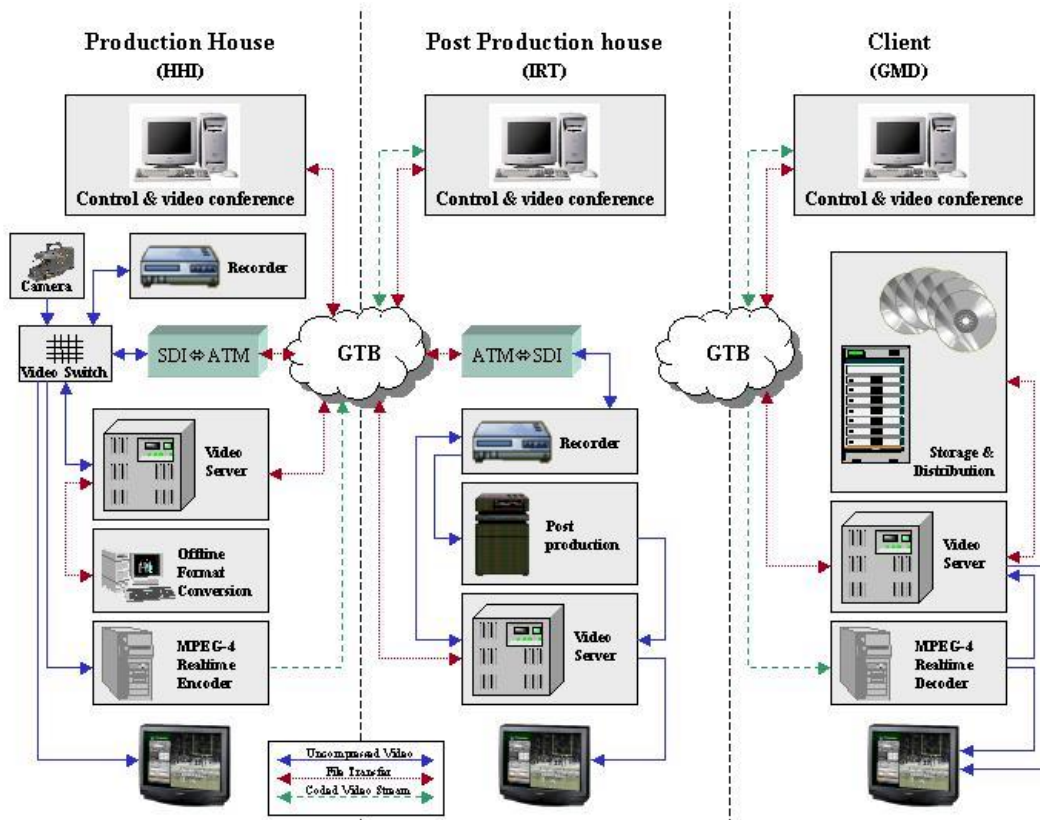 Production House
(HHI)
Post Production house
(IRT)
Client
(GMD)
Control & video conference
Control & video conference
Control & video conference
Camera
Recorder
Video Switch
SDI⇔ATM
GTB
ATM⇔SDI
GTB
Video
Server
Recorder
Storage &
Distribution
Offline
Format
Conversion
Post
production
Video
Server
MPEG-4
Realtime
Encoder
Video
Server
MPEG-4
Realtime
Decoder
Uncompressed Video
File Transfer
Coded Video Stream